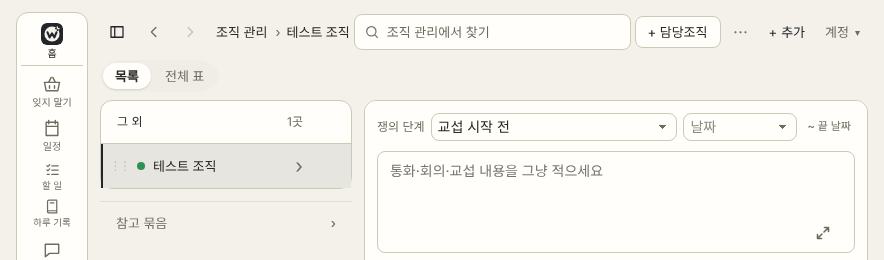 홈
잊지 말기
일정
할 일
하루 기록
조직 관리 › 테스트 조직
조직 관리에서 찾기
+ 담당조직
⋯
+ 추가
계정 ▾
목록
전체 표
그 외
1곳
테스트 조직
참고 묶음
쟁의 단계
교섭 시작 전
날짜
~ 끝 날짜
통화·회의·교섭 내용을 그냥 적으세요